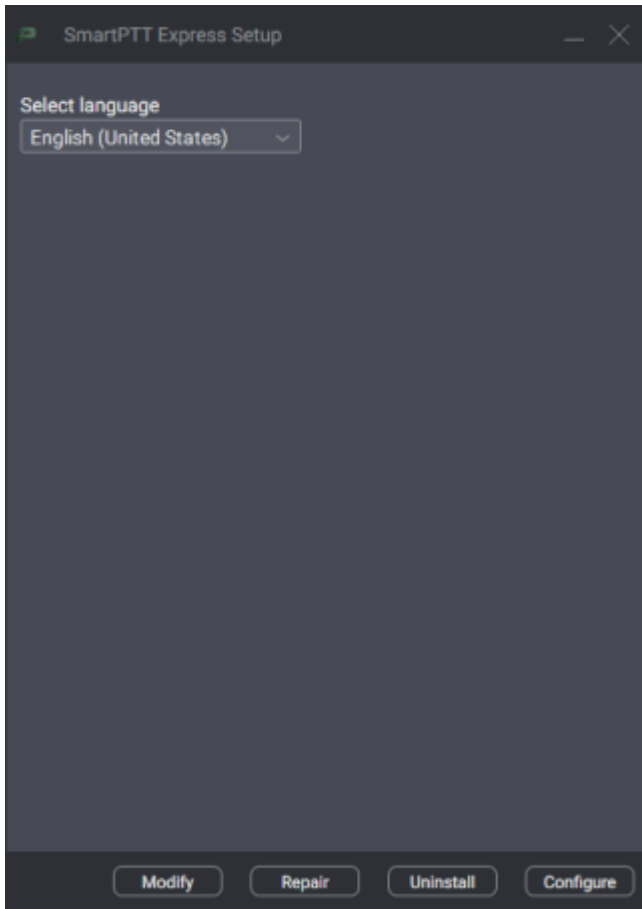 SmartPTT Express Setup
Select language
English (United States)
Modify Repair Uninstall Configure